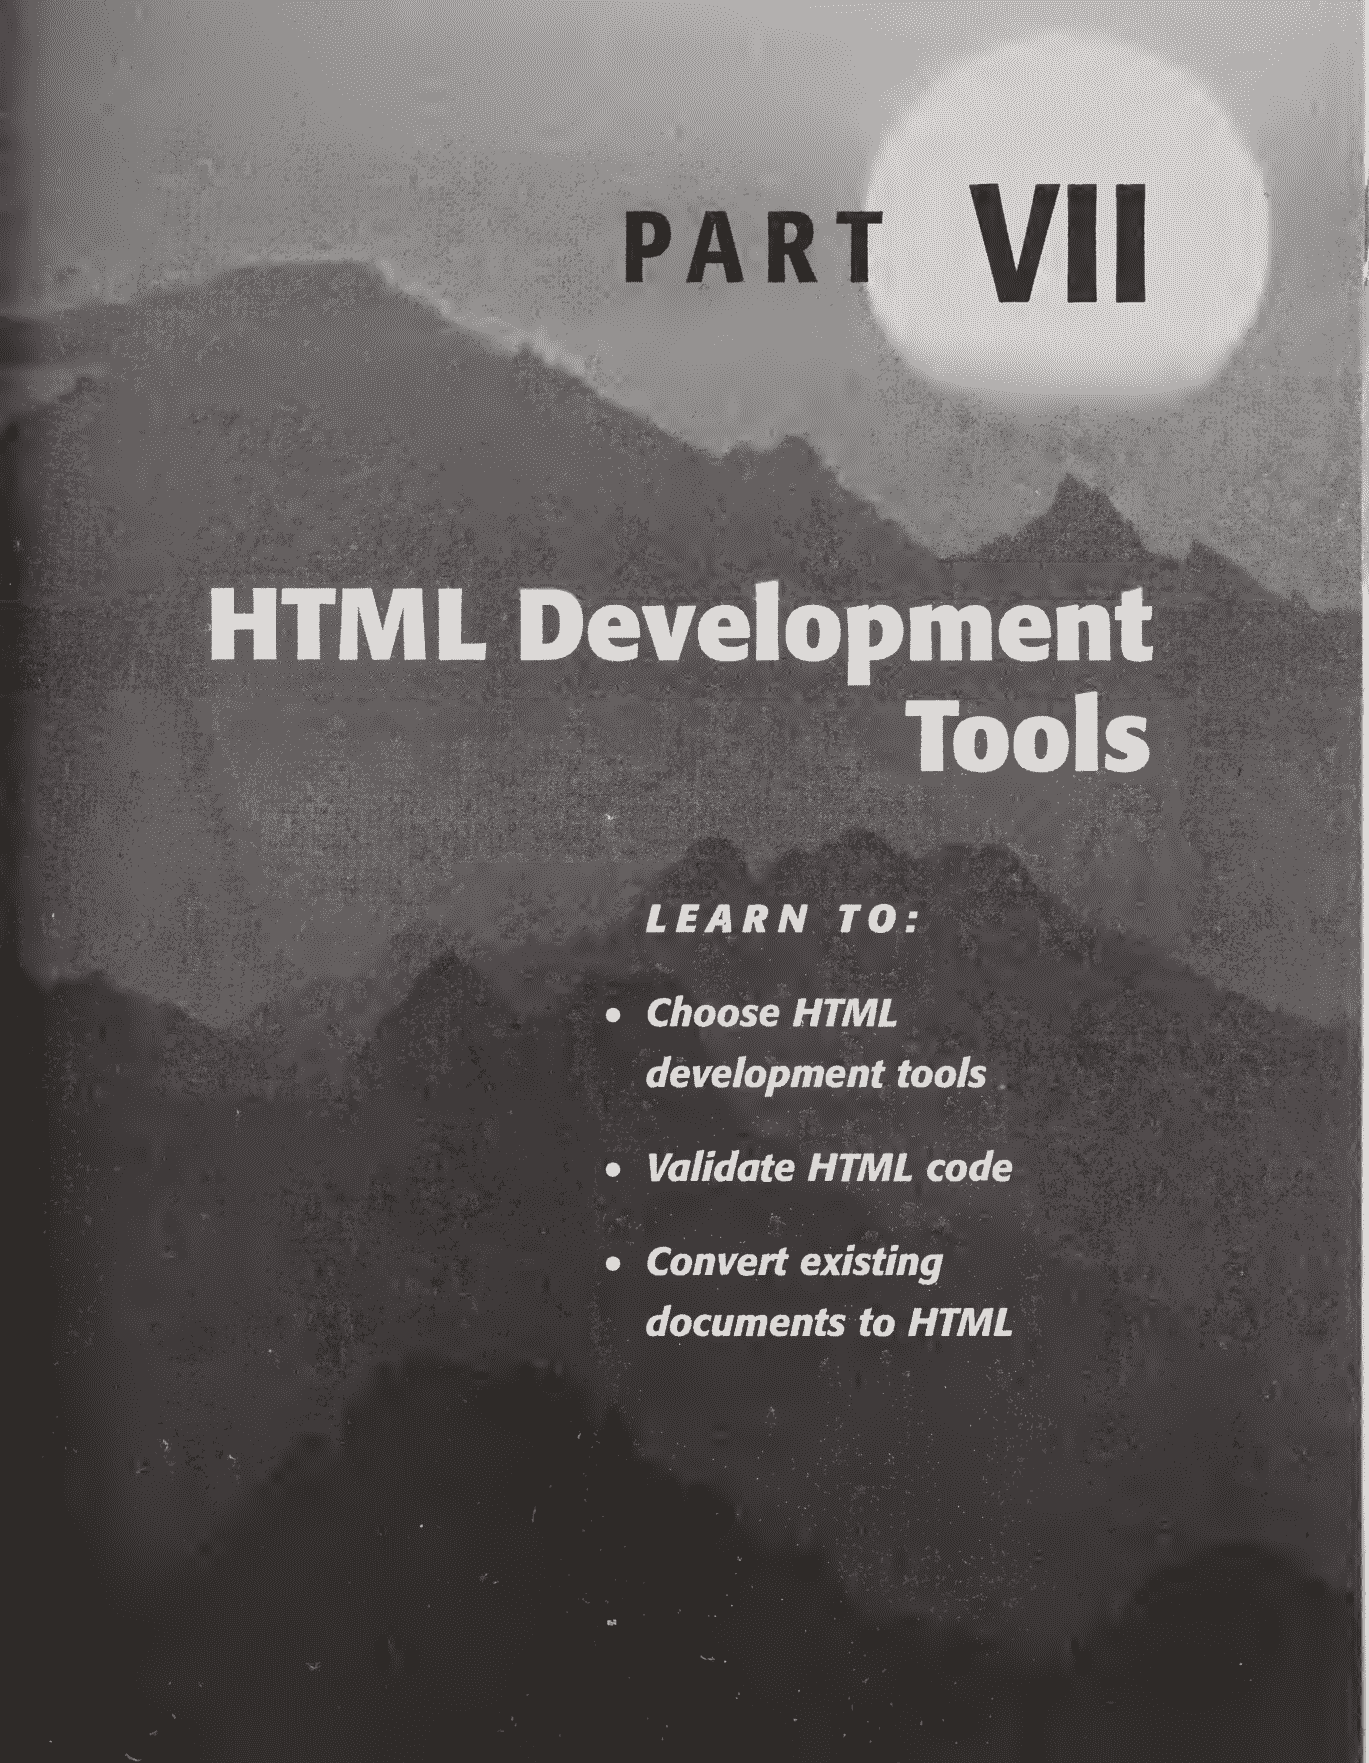 PART VII
HTML Development
Tools
LEARN TO:
• Choose HTML
development tools
• Validate HTML code
• Convert existing
documents to HTML